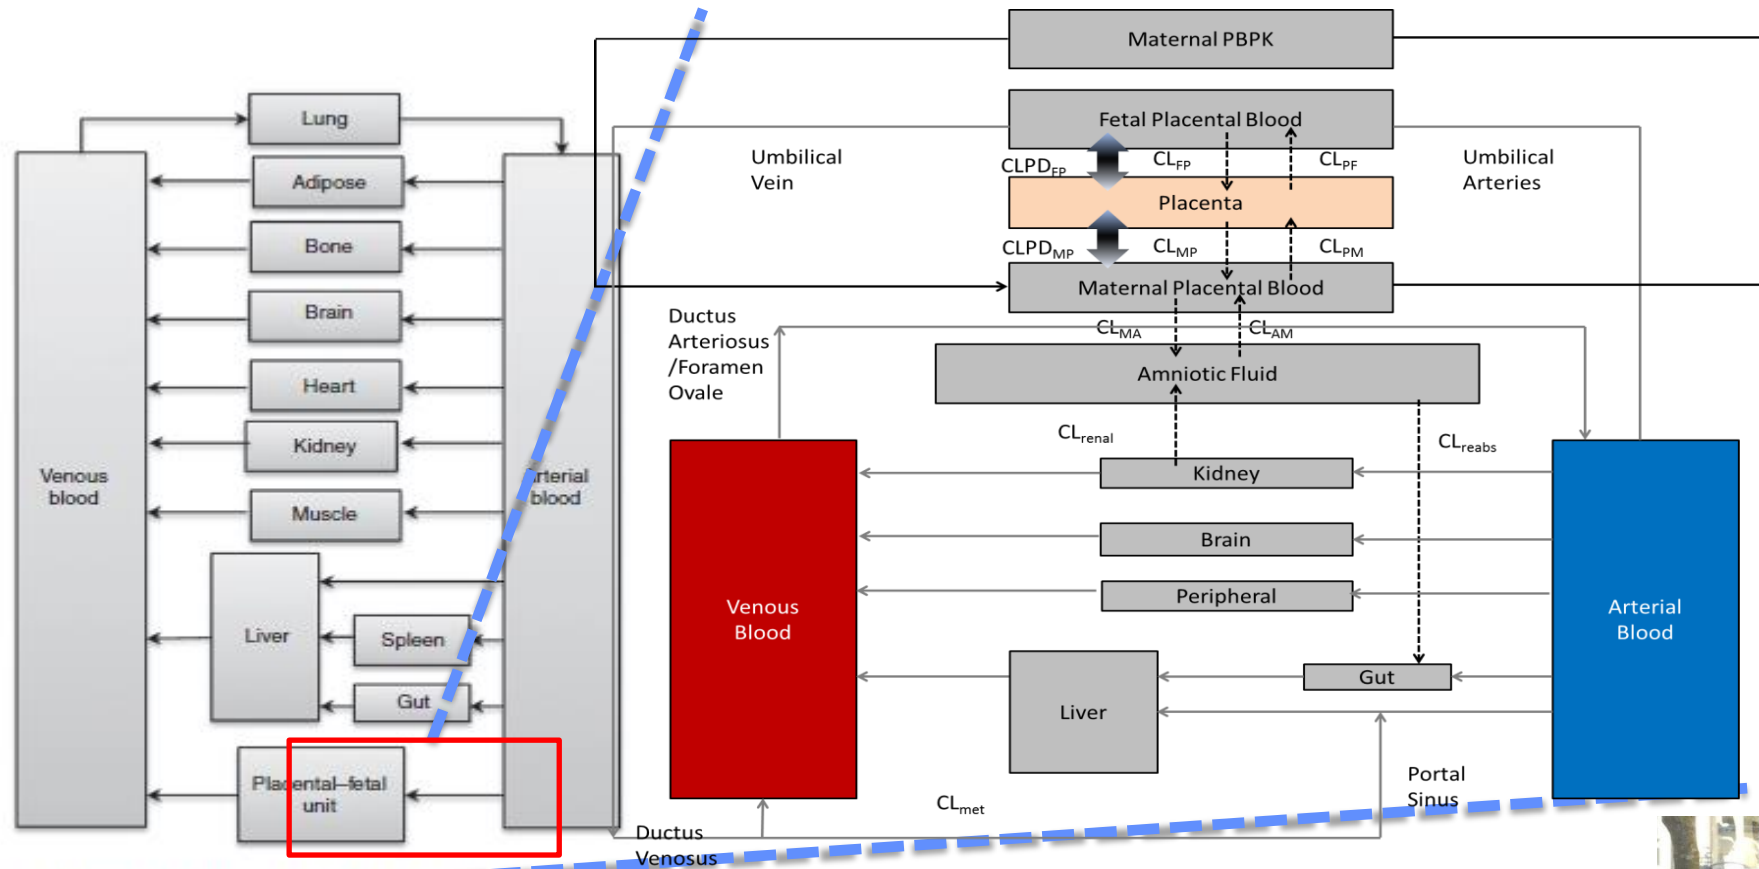 Lung
Adipose
Bone
Brain
Heart
Kidney
Muscle
Venous
blood
Arterial
blood
Liver
Spleen
Gut
Placental–fetal
unit
Maternal PBPK
Fetal Placental Blood
Umbilical
Vein
CLPD_FP
CL_FP
CL_PF
Umbilical
Arteries
Placenta
CLPD_MP
CL_MP
CL_PM
Maternal Placental Blood
Ductus
Arteriosus
/Foramen
Ovale
CL_MA
CL_AM
Amniotic Fluid
CL_renal
CL_reabs
Kidney
Brain
Peripheral
Venous
Blood
Arterial
Blood
Gut
Liver
Portal
Sinus
CL_met
Ductus
Venosus